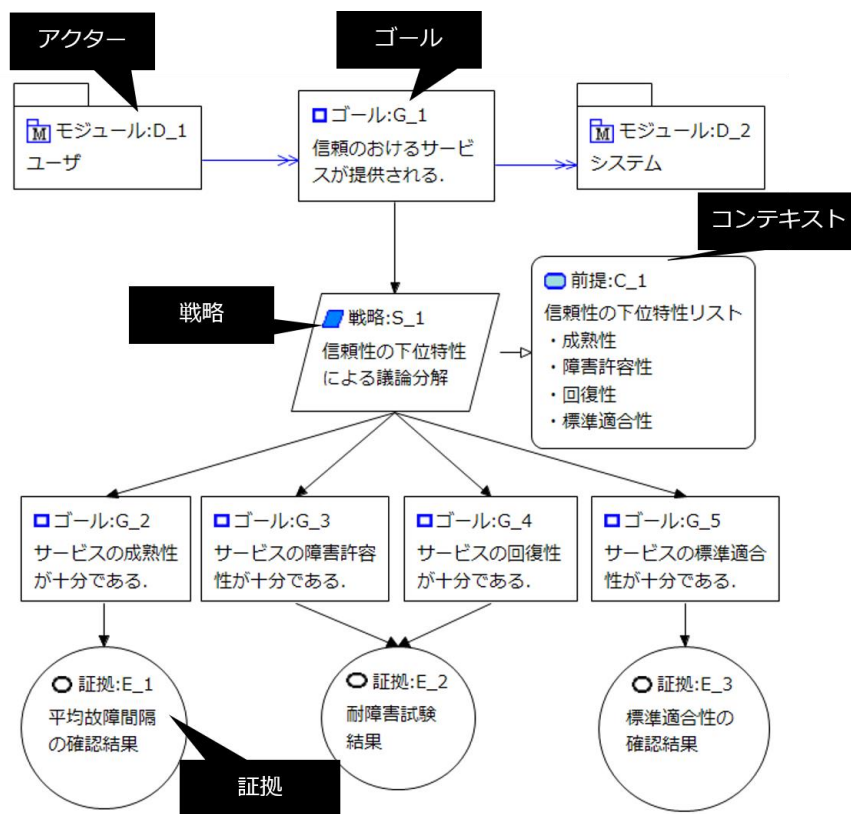 アクター
ゴール
モジュール:D_1
ユーザ
ゴール:G_1
信頼のおけるサービ
スが提供される.
モジュール:D_2
システム
コンテキスト
戦略
戦略:S_1
信頼性の下位特性
による議論分解
前提:C_1
信頼性の下位特性リスト
・成熟性
・障害許容性
・回復性
・標準適合性
ゴール:G_2
サービスの成熟性
が十分である.
ゴール:G_3
サービスの障害許容
性が十分である.
ゴール:G_4
サービスの回復性
が十分である.
ゴール:G_5
サービスの標準適合
性が十分である.
証拠:E_1
平均故障間隔
の確認結果
証拠:E_2
耐障害試験
結果
証拠:E_3
標準適合性の
確認結果
証拠